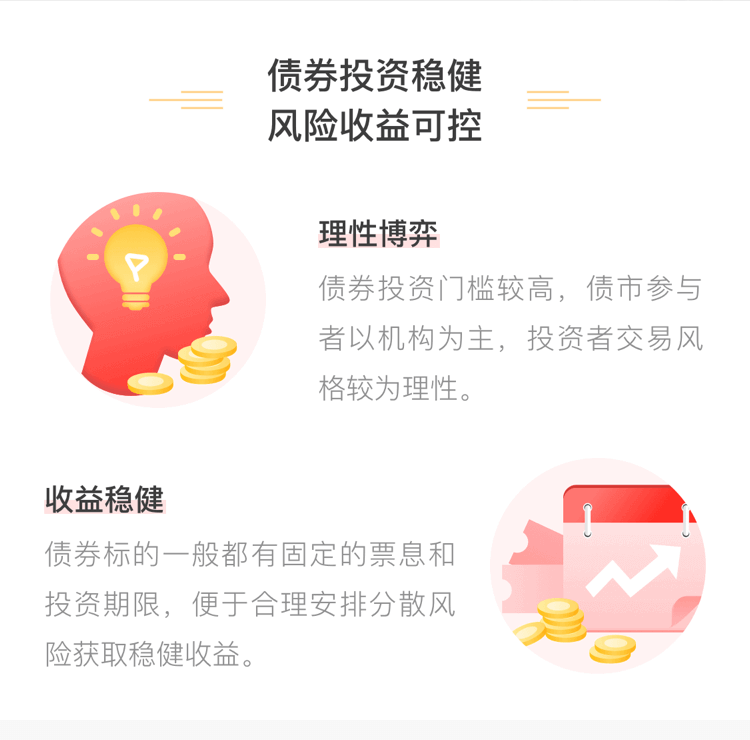 债券投资稳健
风险收益可控
理性博弈
债券投资门槛较高，债市参与
者以机构为主，投资者交易风
格较为理性。
收益稳健
债券标的一般都有固定的票息和
投资期限，便于合理安排分散风
险获取稳健收益。